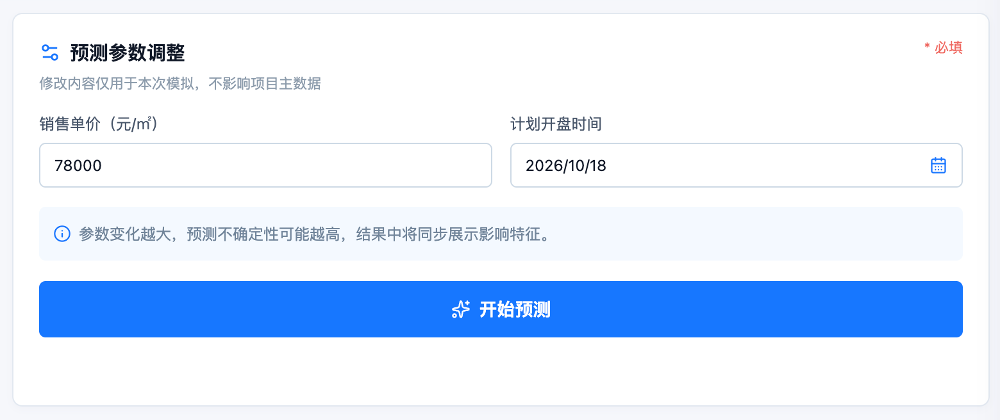 预测参数调整
* 必填
修改内容仅用于本次模拟，不影响项目主数据
销售单价（元/㎡）
计划开盘时间
78000
2026/10/18
参数变化越大，预测不确定性可能越高，结果中将同步展示影响特征。
开始预测